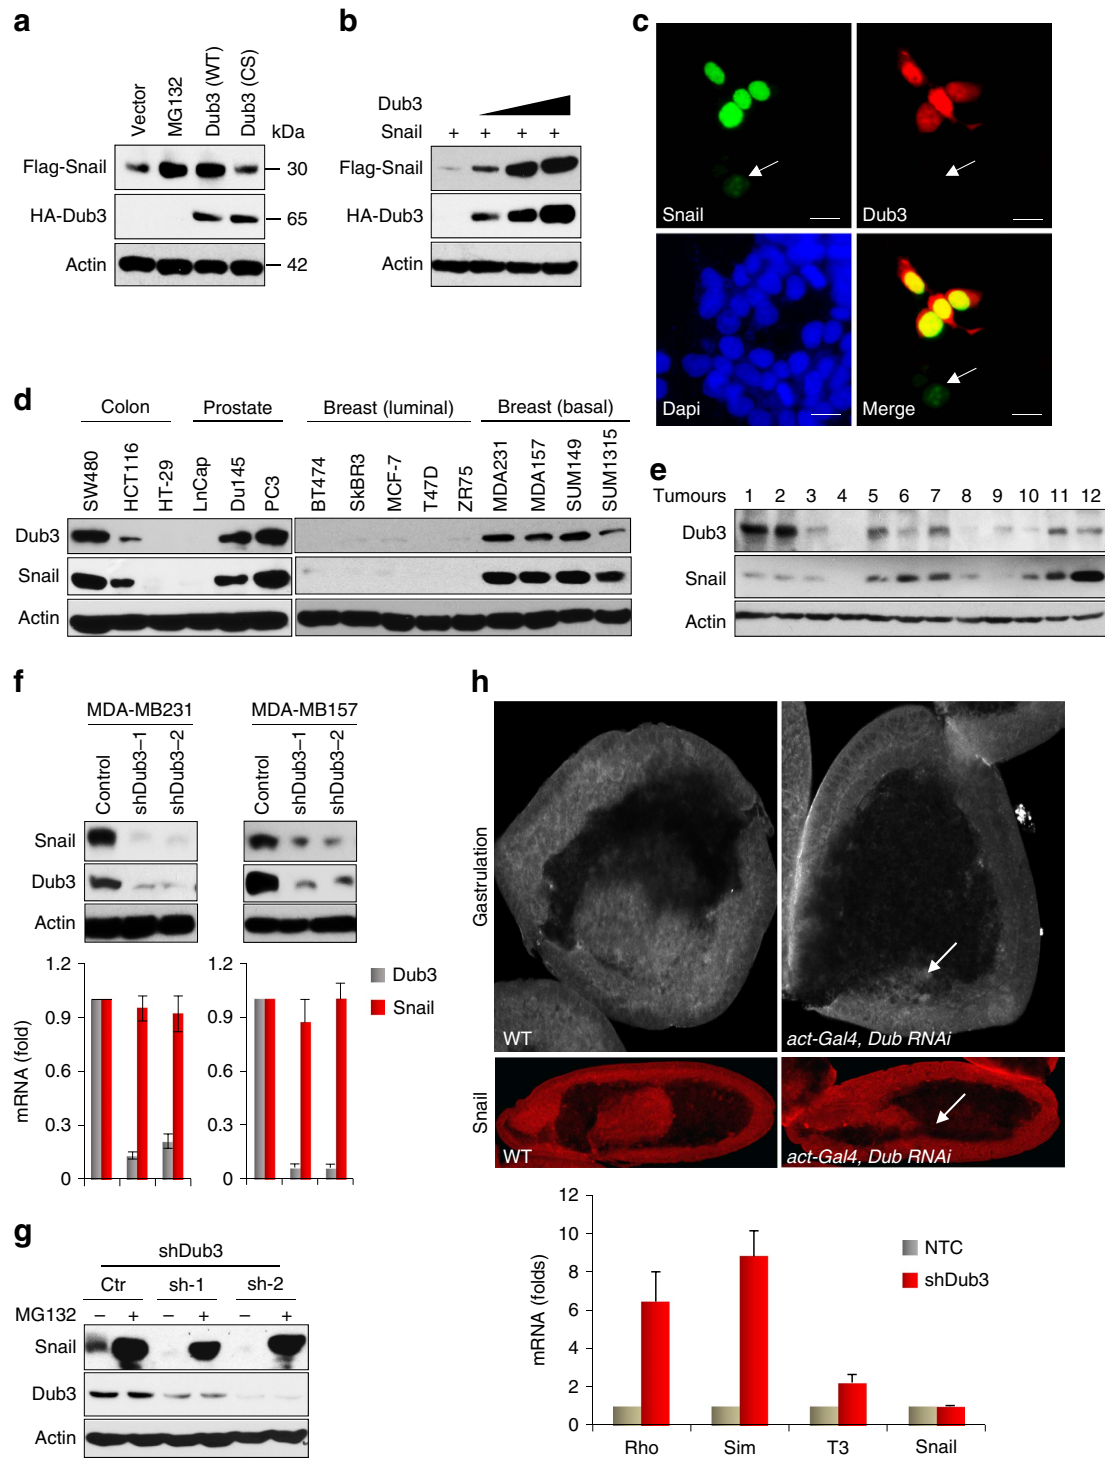 a
Vector
MG132
Dub3 (WT)
Dub3 (CS)
kDa
Flag-Snail
30
HA-Dub3
65
Actin
42
b
Dub3
Snail + + + +
Flag-Snail
HA-Dub3
Actin
c
Snail
Dub3
Dapi
Merge
d
Colon
Prostate
Breast (luminal)
Breast (basal)
SW480
HCT116
HT-29
LnCap
Du145
PC3
BT474
SkBR3
MCF-7
T47D
ZR75
MDA231
MDA157
SUM149
SUM1315
Dub3
Snail
Actin
e
Tumours 1 2 3 4 5 6 7 8 9 10 11 12
Dub3
Snail
Actin
f
MDA-MB231
MDA-MB157
Control
shDub3–1
shDub3–2
Control
shDub3–1
shDub3–2
Snail
Dub3
Actin
mRNA (fold)
1.2
0.9
0.6
0.3
0
1.2
0.9
0.6
0.3
0
Dub3
Snail
g
shDub3
Ctr sh-1 sh-2
MG132 – + – + – +
Snail
Dub3
Actin
h
Gastrulation
WT
act-Gal4, Dub RNAi
Snail
WT
act-Gal4, Dub RNAi
mRNA (folds)
12
10
8
6
4
2
0
NTC
shDub3
Rho Sim T3 Snail